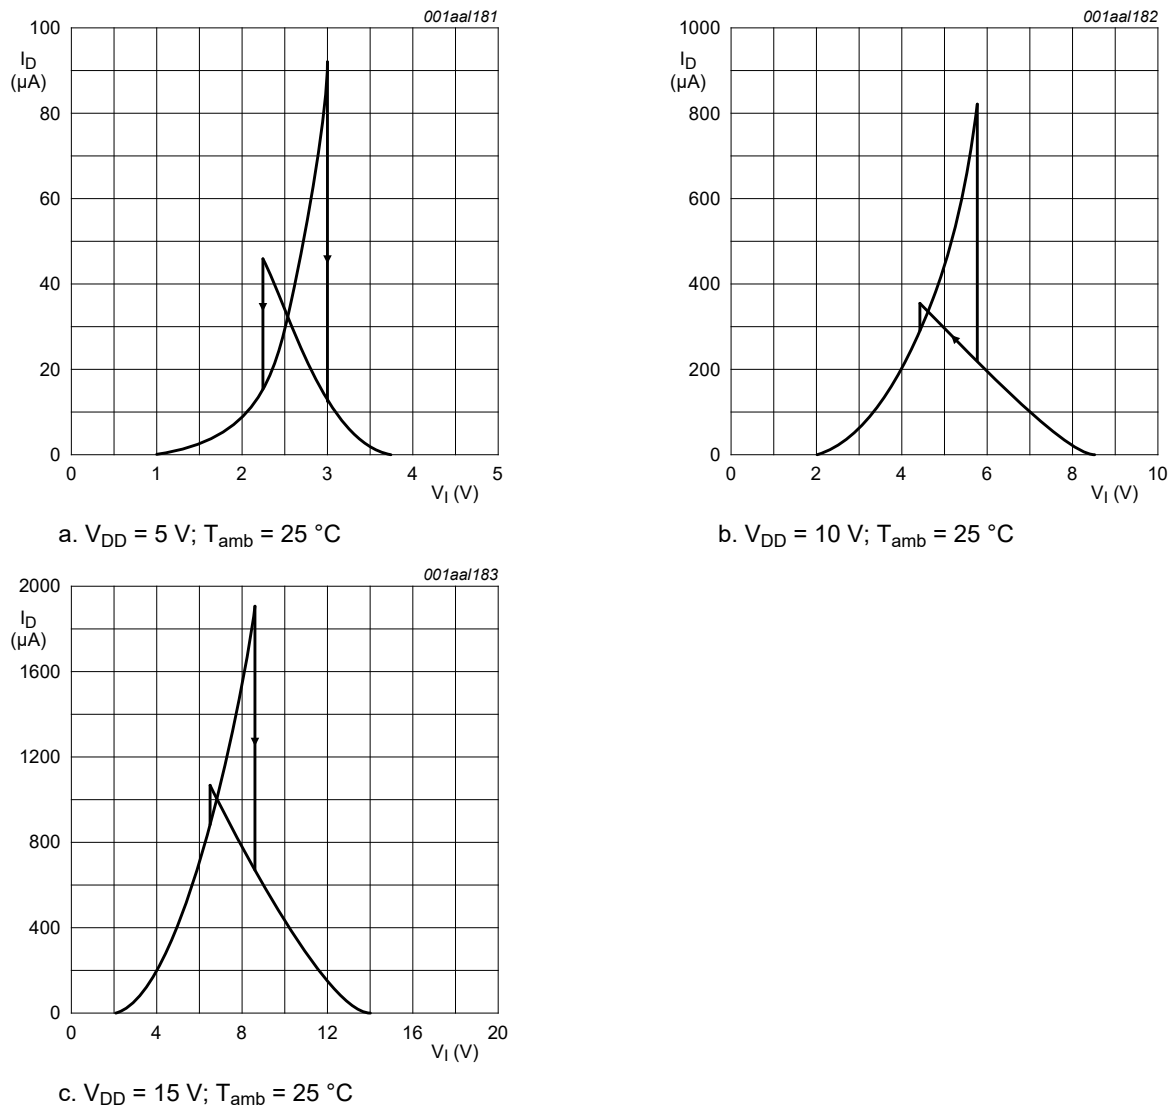 001aal181
100
I_D
(µA)
80
60
40
20
0
0 1 2 3 4 5
V_I (V)
a. V_DD = 5 V; T_amb = 25 °C
001aal182
1000
I_D
(µA)
800
600
400
200
0
0 2 4 6 8 10
V_I (V)
b. V_DD = 10 V; T_amb = 25 °C
001aal183
2000
I_D
(µA)
1600
1200
800
400
0
0 4 8 12 16 20
V_I (V)
c. V_DD = 15 V; T_amb = 25 °C